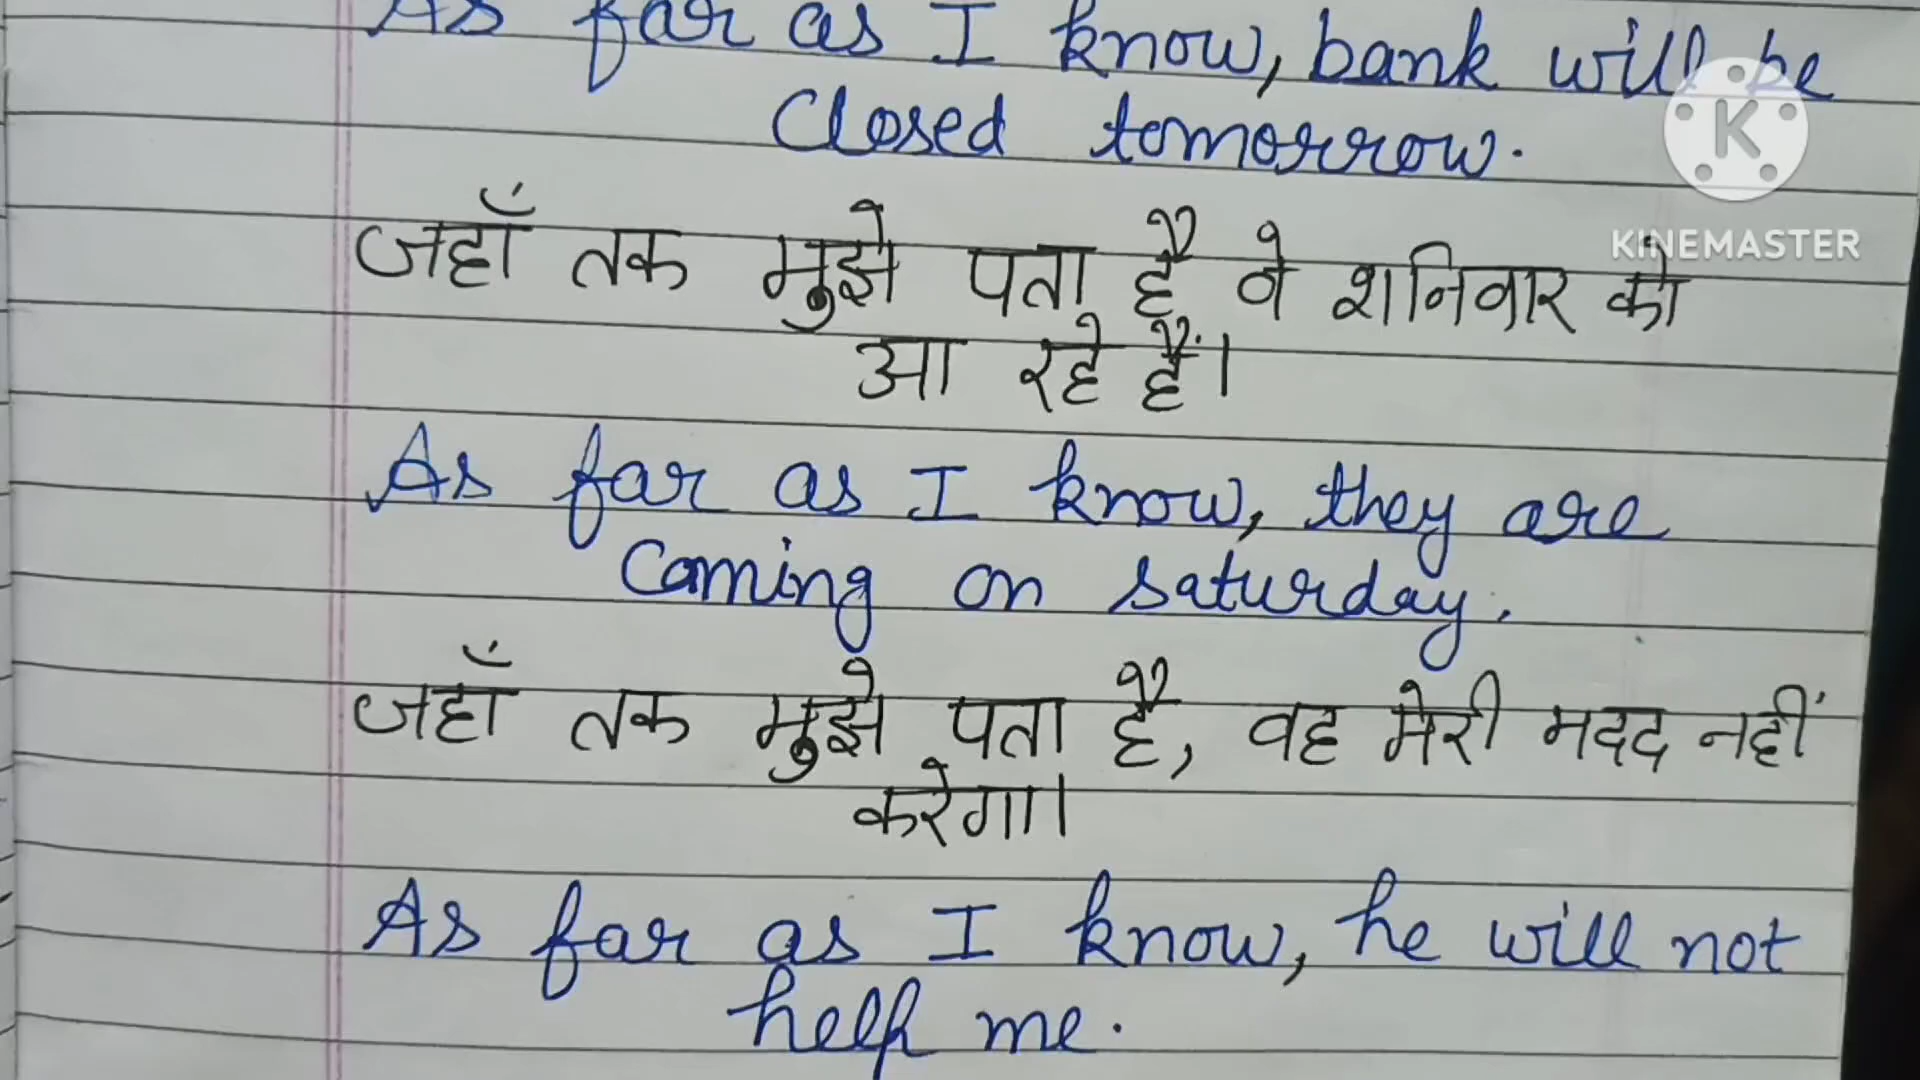 As far as I know, bank will be
Closed tomorrow.
K
KINEMASTER
जहाँ तक मुझे पता है वे शनिवार को
आ रहे हैं।
As far as I know, they are
Coming on saturday.
जहाँ तक मुझे पता है, वह मेरी मदद नहीं
करेगा।
As far as I know, he will not
help me.